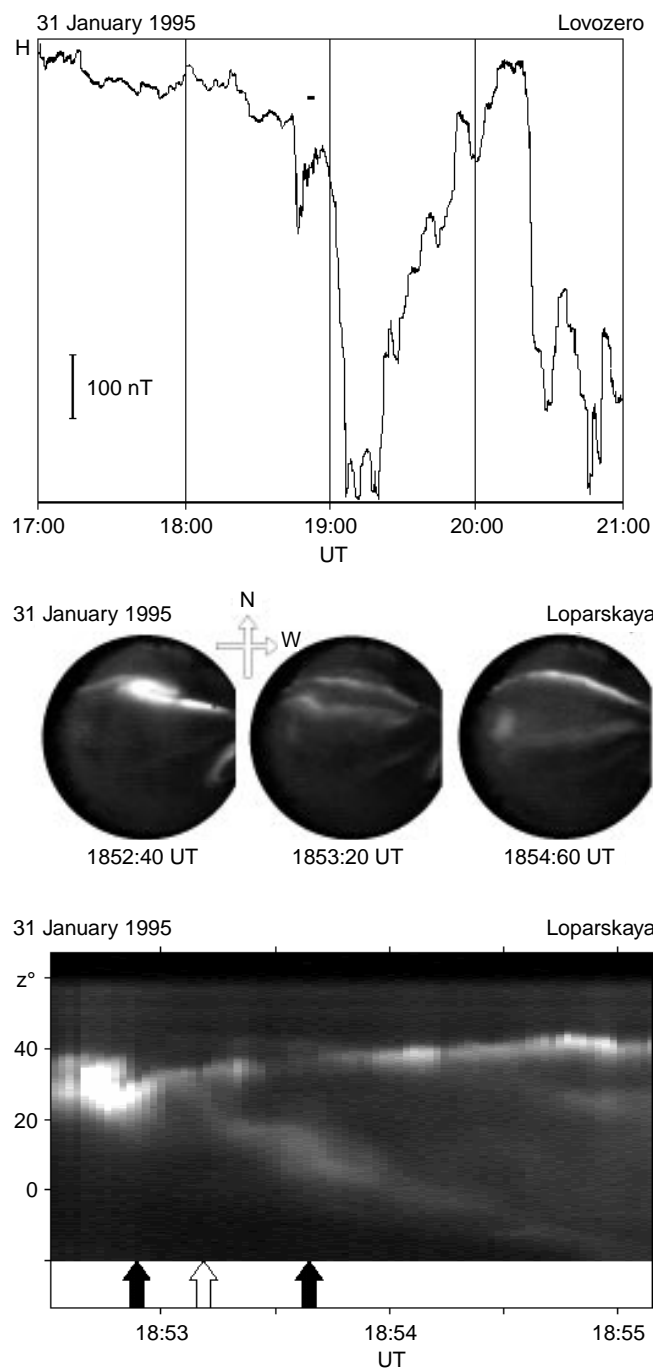 31 January 1995 Lovozero
H
100 nT
17:00 18:00 19:00 20:00 21:00
UT
31 January 1995 N Loparskaya
W
1852:40 UT 1853:20 UT 1854:60 UT
31 January 1995 Loparskaya
z°
40
20
0
18:53 18:54 18:55
UT